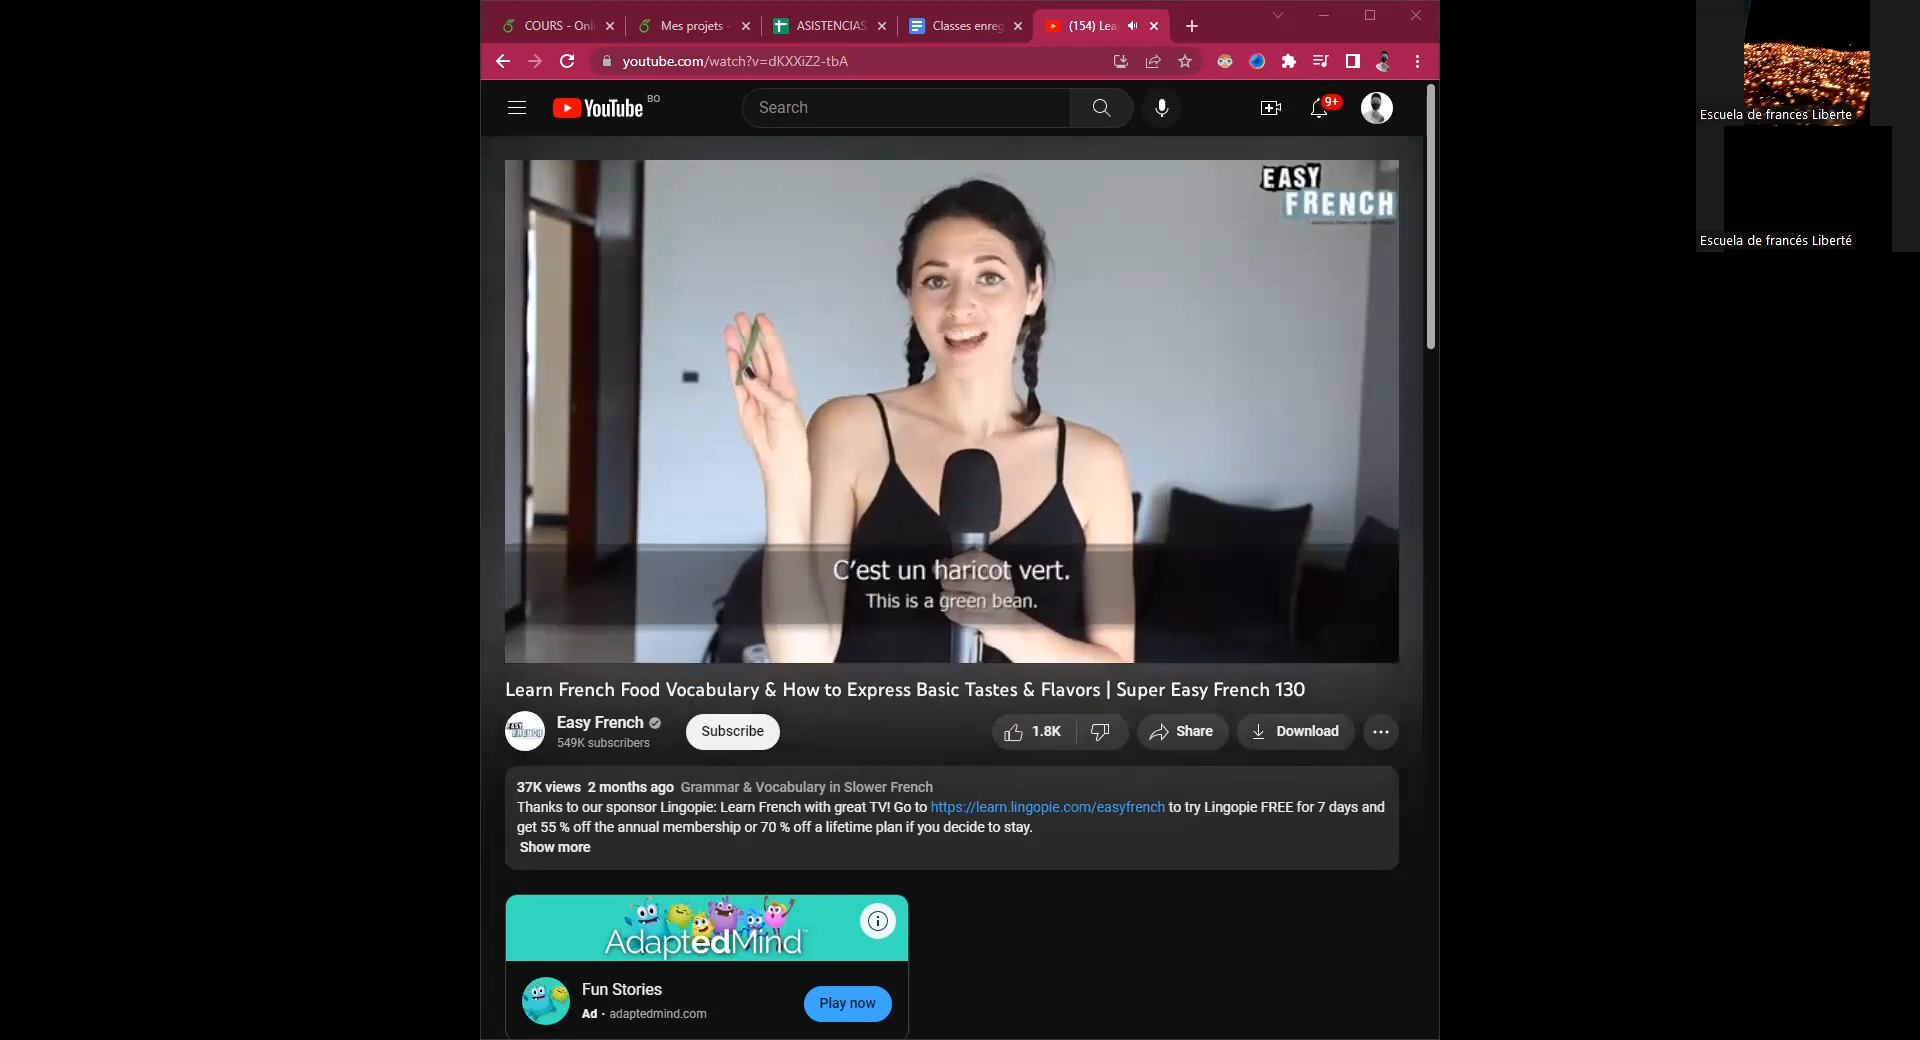 COURS - Onli
Mes projets -
ASISTENCIAS
Classes enreg
(154) Lea
youtube.com/watch?v=dKXXiZ2-tbA
YouTube BO
Search
9+
Escuela de frances Liberte
Escuela de francés Liberté
EASY
FRENCH
C'est un haricot vert.
This is a green bean.
Learn French Food Vocabulary & How to Express Basic Tastes & Flavors | Super Easy French 130
EASY
FRENCH
Easy French
549K subscribers
Subscribe
1.8K
Share
Download
37K views 2 months ago Grammar & Vocabulary in Slower French
Thanks to our sponsor Lingopie: Learn French with great TV! Go to https://learn.lingopie.com/easyfrench to try Lingopie FREE for 7 days and
get 55 % off the annual membership or 70 % off a lifetime plan if you decide to stay.
Show more
AdaptedMind
Fun Stories
Ad · adaptedmind.com
Play now